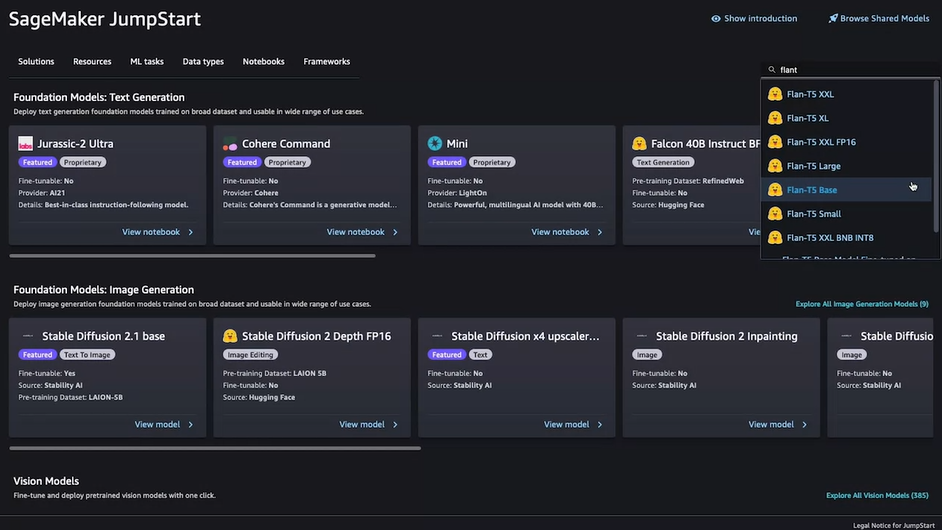 SageMaker JumpStart
Show introduction
Browse Shared Models
Solutions Resources ML tasks Data types Notebooks Frameworks
flant
Flan-T5 XXL
Flan-T5 XL
Flan-T5 XXL FP16
Flan-T5 Large
Flan-T5 Base
Flan-T5 Small
Flan-T5 XXL BNB INT8
Flan-T5 Base Model Fine-tuned on
Foundation Models: Text Generation
Deploy text generation foundation models trained on broad dataset and usable in wide range of use cases.
labs
Jurassic-2 Ultra
Featured Proprietary
Fine-tunable: No
Provider: AI21
Details: Best-in-class instruction-following model.
View notebook
Cohere Command
Featured Proprietary
Fine-tunable: No
Provider: Cohere
Details: Cohere's Command is a generative model...
View notebook
Mini
Featured Proprietary
Fine-tunable: No
Provider: LightOn
Details: Powerful, multilingual AI model with 40B...
View notebook
Falcon 40B Instruct BF
Text Generation
Pre-training Dataset: RefinedWeb
Fine-tunable: No
Source: Hugging Face
Foundation Models: Image Generation
Deploy image generation foundation models trained on broad dataset and usable in wide range of use cases.
Explore All Image Generation Models (9)
Stable Diffusion 2.1 base
Featured Text To Image
Fine-tune: Yes
Source: Stability AI
Pre-training Dataset: LAION-5B
View model
Stable Diffusion 2 Depth FP16
Image Editing
Pre-training Dataset: LAION 5B
Fine-tunable: No
Source: Hugging Face
View model
Stable Diffusion x4 upscaler...
Featured Text
Fine-tune: No
Source: Stability AI
View model
Stable Diffusion 2 Inpainting
Image
Fine-tune: No
Source: Stability AI
View model
Stable Diffusio
Image
Fine-tune: No
Source: Stability AI
Vision Models
Fine-tune and deploy pretrained vision models with one click.
Explore All Vision Models (385)
Legal Notice for JumpStart